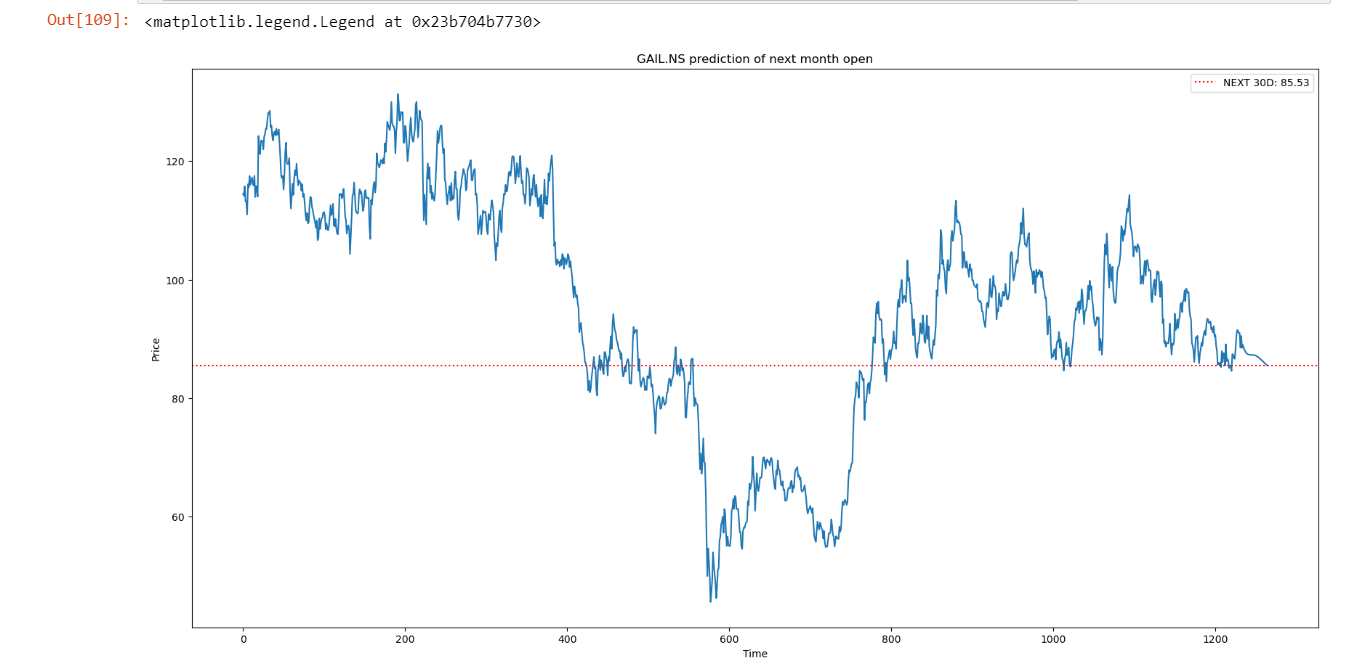 Out[109]: <matplotlib.legend.Legend at 0x23b704b7730>
GAIL.NS prediction of next month open
NEXT 30D: 85.53
120
100
80
60
Price
0 200 400 600 800 1000 1200
Time